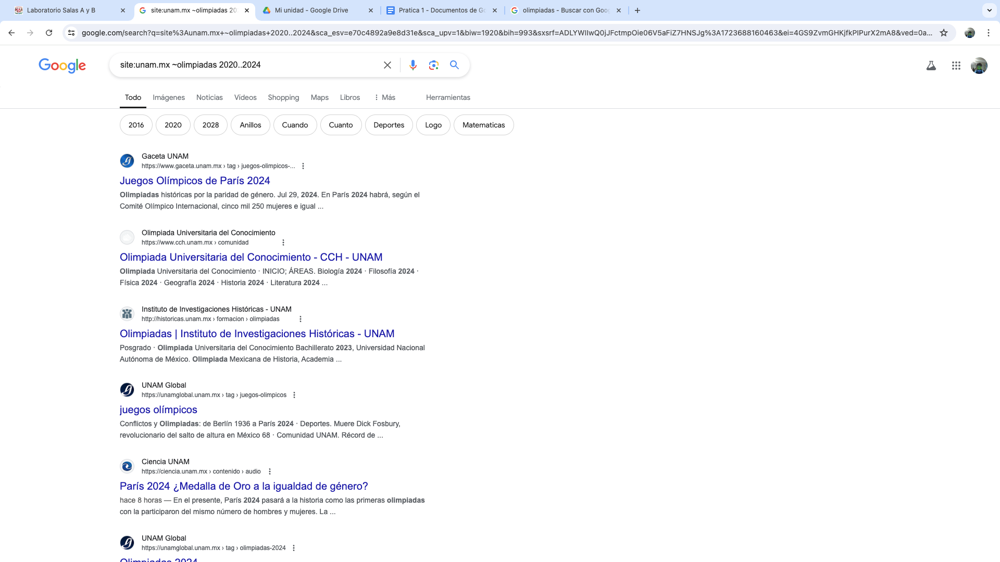 Laboratorio Salas A y B
site:unam.mx ~olimpiadas 20
Mi unidad - Google Drive
Pratica 1 - Documentos de Go
olimpiadas - Buscar con Goog
google.com/search?q=site%3Aunam.mx+~olimpiadas+2020..2024&sca_esv=e70c4892a9e8d31e&sca_upv=1&biw=1920&bih=993&sxsrf=ADLYWIIwQ0jJFctmpOie06V5aFiZ7HNSJg%3A1723688160463&ei=4GS9ZvmGHKjfkPIPurX2mA8&ved=0a...
Google
site:unam.mx ~olimpiadas 2020..2024
Todo Imágenes Noticias Vídeos Shopping Maps Libros Más Herramientas
2016 2020 2028 Anillos Cuando Cuanto Deportes Logo Matematicas
Gaceta UNAM
https://www.gaceta.unam.mx › tag › juegos-olimpicos-...
Juegos Olímpicos de París 2024
Olimpiadas históricas por la paridad de género. Jul 29, 2024. En París 2024 habrá, según el
Comité Olímpico Internacional, cinco mil 250 mujeres e igual ...
Olimpiada Universitaria del Conocimiento
https://www.cch.unam.mx › comunidad
Olimpiada Universitaria del Conocimiento - CCH - UNAM
Olimpiada Universitaria del Conocimiento · INICIO; ÁREAS. Biología 2024 · Filosofía 2024 ·
Física 2024 · Geografía 2024 · Historia 2024 · Literatura 2024 ...
Instituto de Investigaciones Históricas - UNAM
http://historicas.unam.mx › formacion › olimpiadas
Olimpiadas | Instituto de Investigaciones Históricas - UNAM
Posgrado · Olimpiada Universitaria del Conocimiento Bachillerato 2023, Universidad Nacional
Autónoma de México. Olimpiada Mexicana de Historia, Academia ...
UNAM Global
https://unamglobal.unam.mx › tag › juegos-olimpicos
juegos olímpicos
Conflictos y Olimpiadas: de Berlín 1936 a París 2024 · Deportes. Muere Dick Fosbury,
revolucionario del salto de altura en México 68 · Comunidad UNAM. Récord de ...
Ciencia UNAM
https://ciencia.unam.mx › contenido › audio
París 2024 ¿Medalla de Oro a la igualdad de género?
hace 8 horas — En el presente, París 2024 pasará a la historia como las primeras olimpiadas
con la participaron del mismo número de hombres y mujeres. La ...
UNAM Global
https://unamglobal.unam.mx › tag › olimpiadas-2024
Olimpiadas 2024